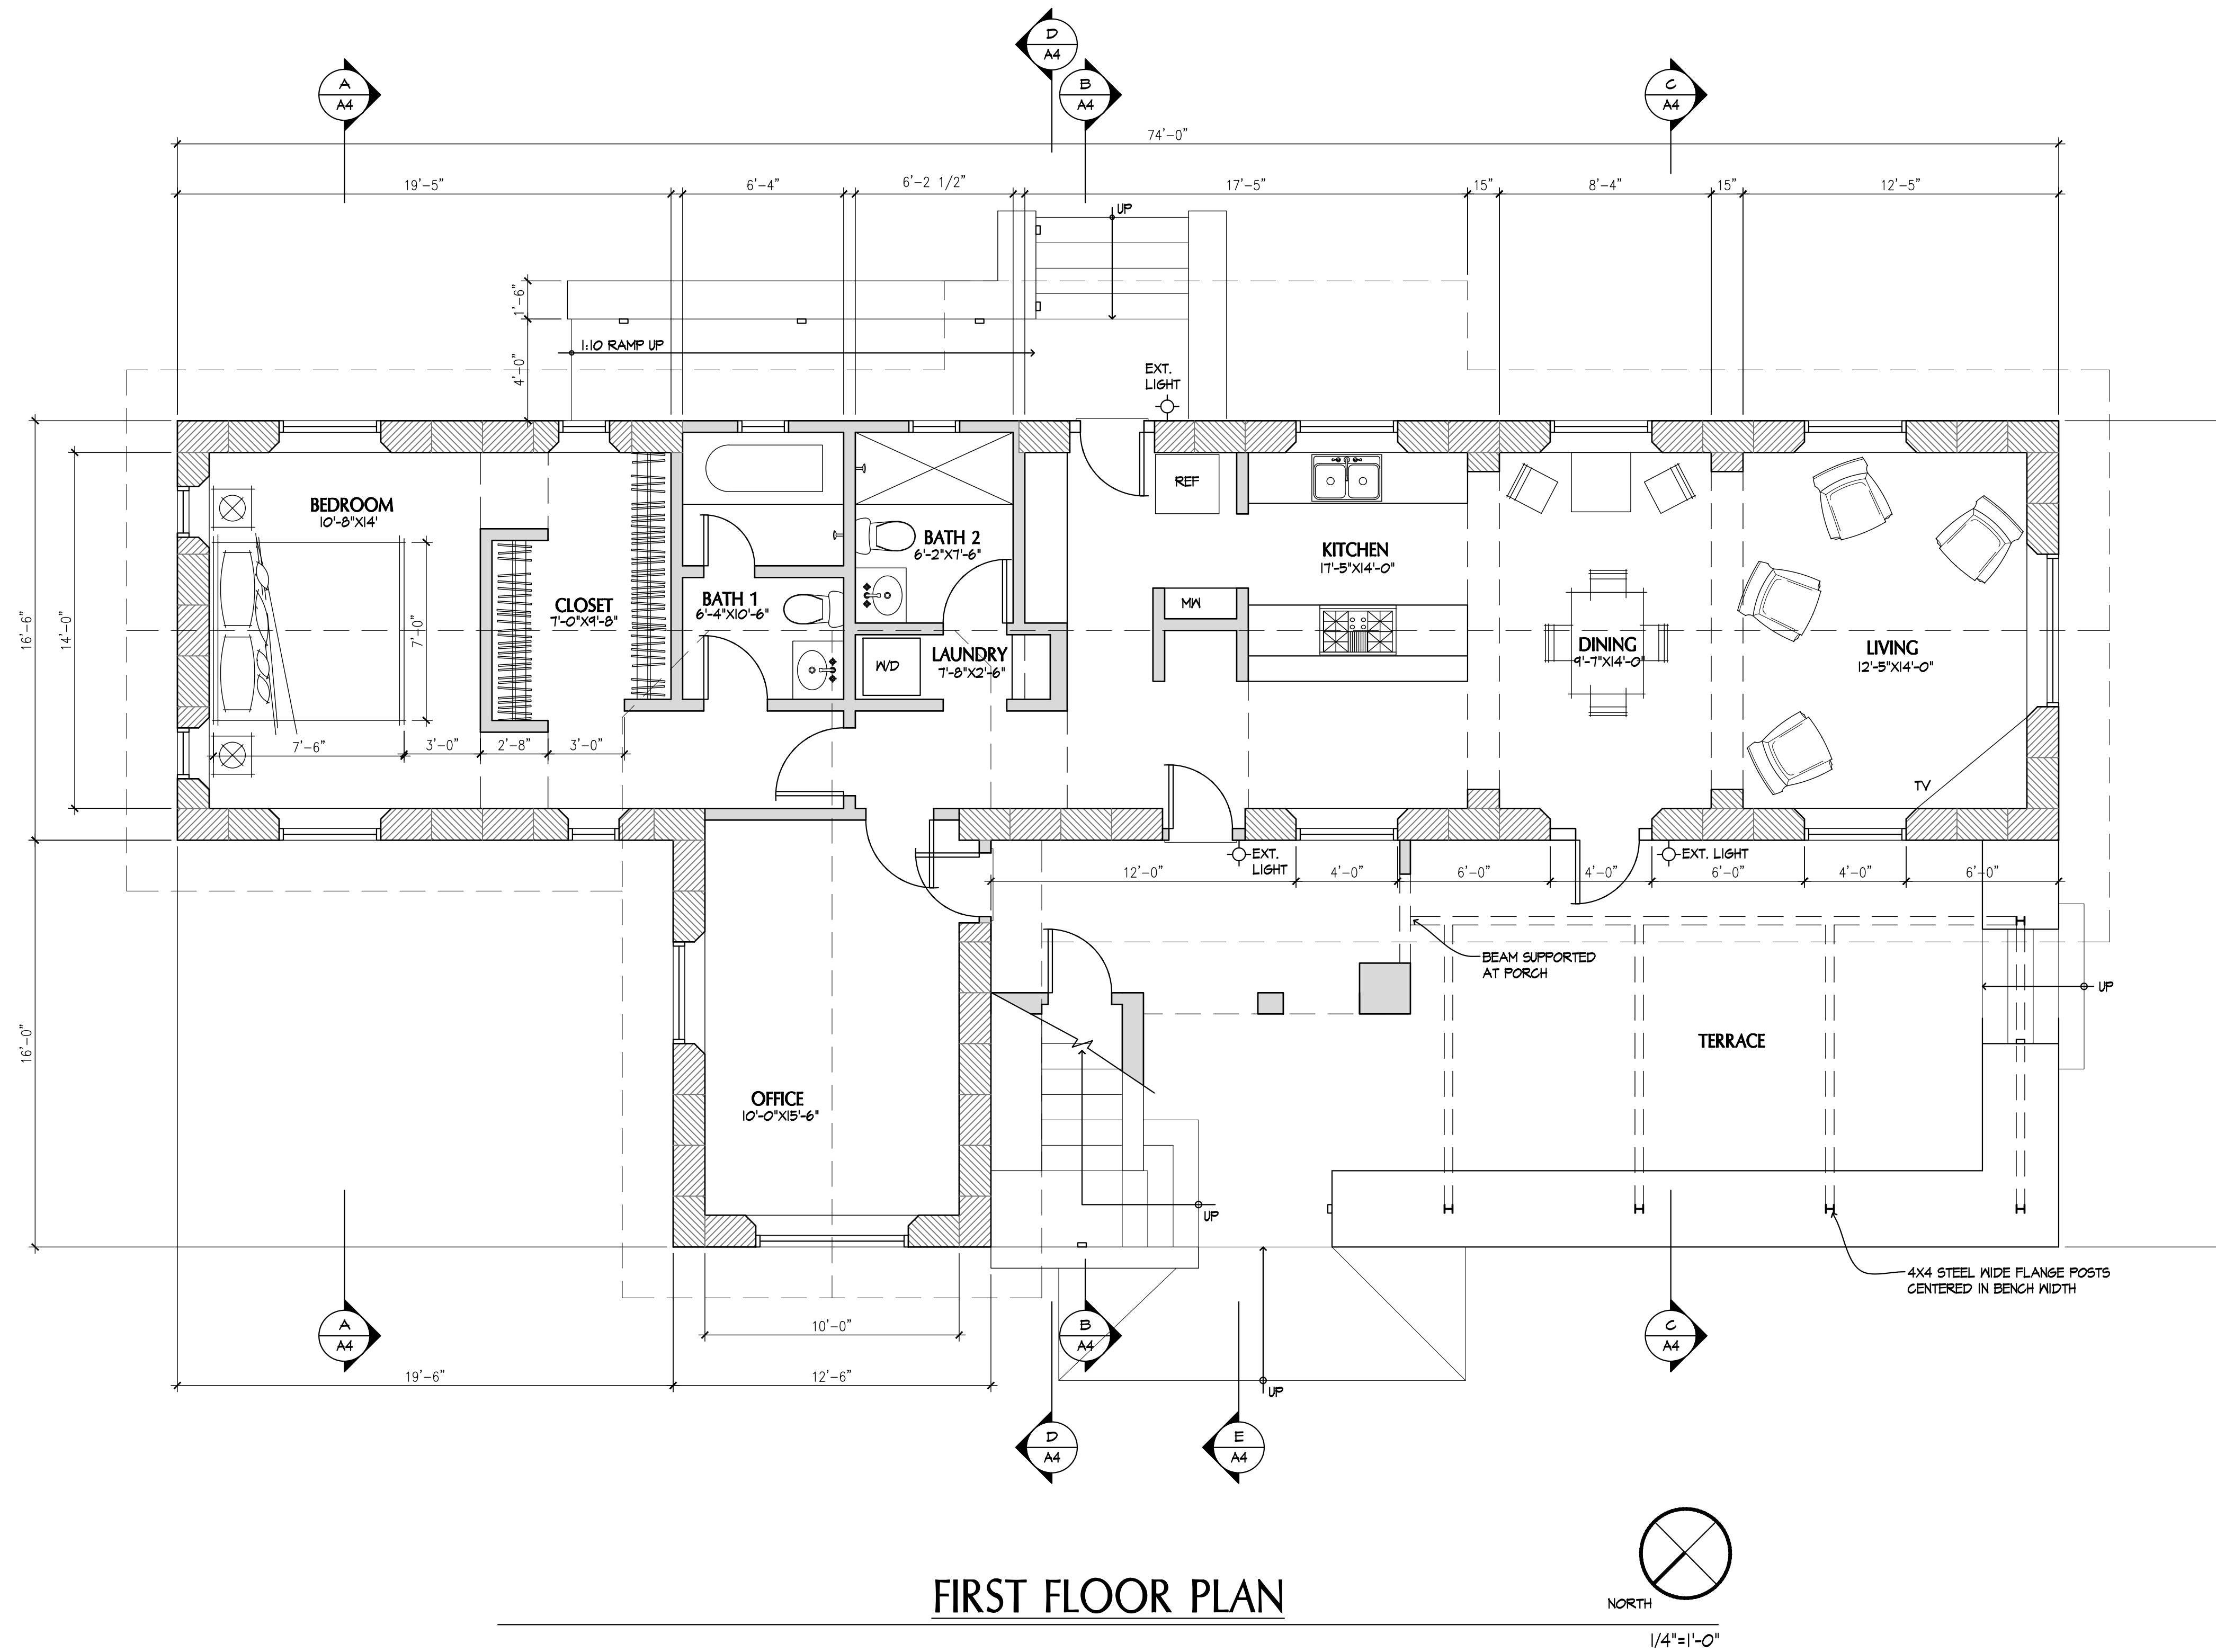 D
A4
A
A4
B
A4
C
A4
74'-0"
19'-5"
6'-4"
6'-2 1/2"
17'-5"
15"
8'-4"
15"
12'-5"
UP
1'-6"
4'-0"
1:10 RAMP UP
EXT.
LIGHT
16'-6"
14'-0"
BEDROOM
10'-8"X14'
REF
BATH 2
6'-2"X7'-6"
KITCHEN
17'-5"X14'-0"
CLOSET
7'-0"X9'-8"
BATH 1
6'-4"X10'-6"
MW
7'-0"
W/D
LAUNDRY
7'-8"X2'-6"
DINING
9'-7"X14'-0"
LIVING
12'-5"X14'-0"
7'-6"
3'-0"
2'-8"
3'-0"
TV
EXT.
LIGHT
EXT. LIGHT
12'-0"
4'-0"
6'-0"
4'-0"
6'-0"
4'-0"
6'-0"
BEAM SUPPORTED
AT PORCH
UP
16'-0"
TERRACE
OFFICE
10'-0"X15'-6"
UP
4X4 STEEL WIDE FLANGE POSTS
CENTERED IN BENCH WIDTH
A
A4
10'-0"
B
A4
C
A4
19'-6"
12'-6"
UP
D
A4
E
A4
FIRST FLOOR PLAN
NORTH
1/4"=1'-0"